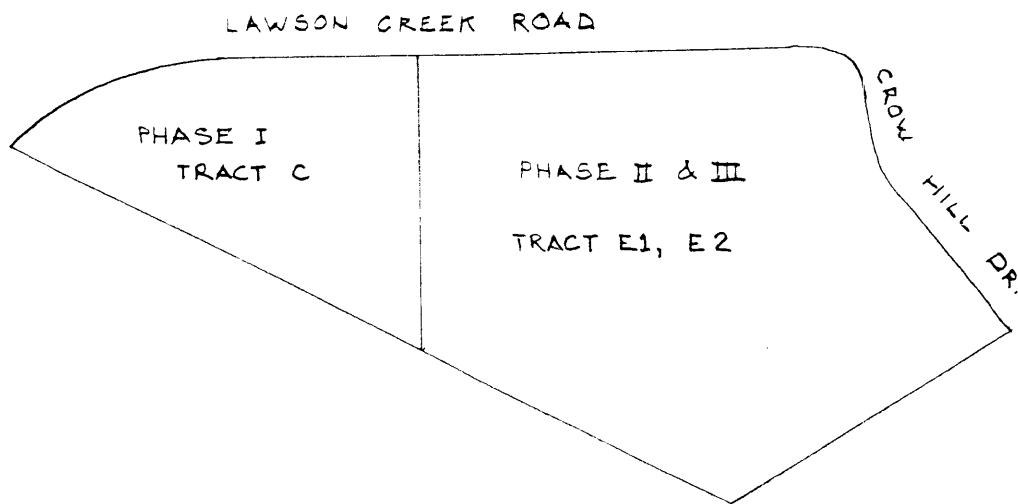 LAWSON CREEK ROAD
PHASE I
TRACT C
PHASE II & III
TRACT E1, E2
CROW HILL DR.